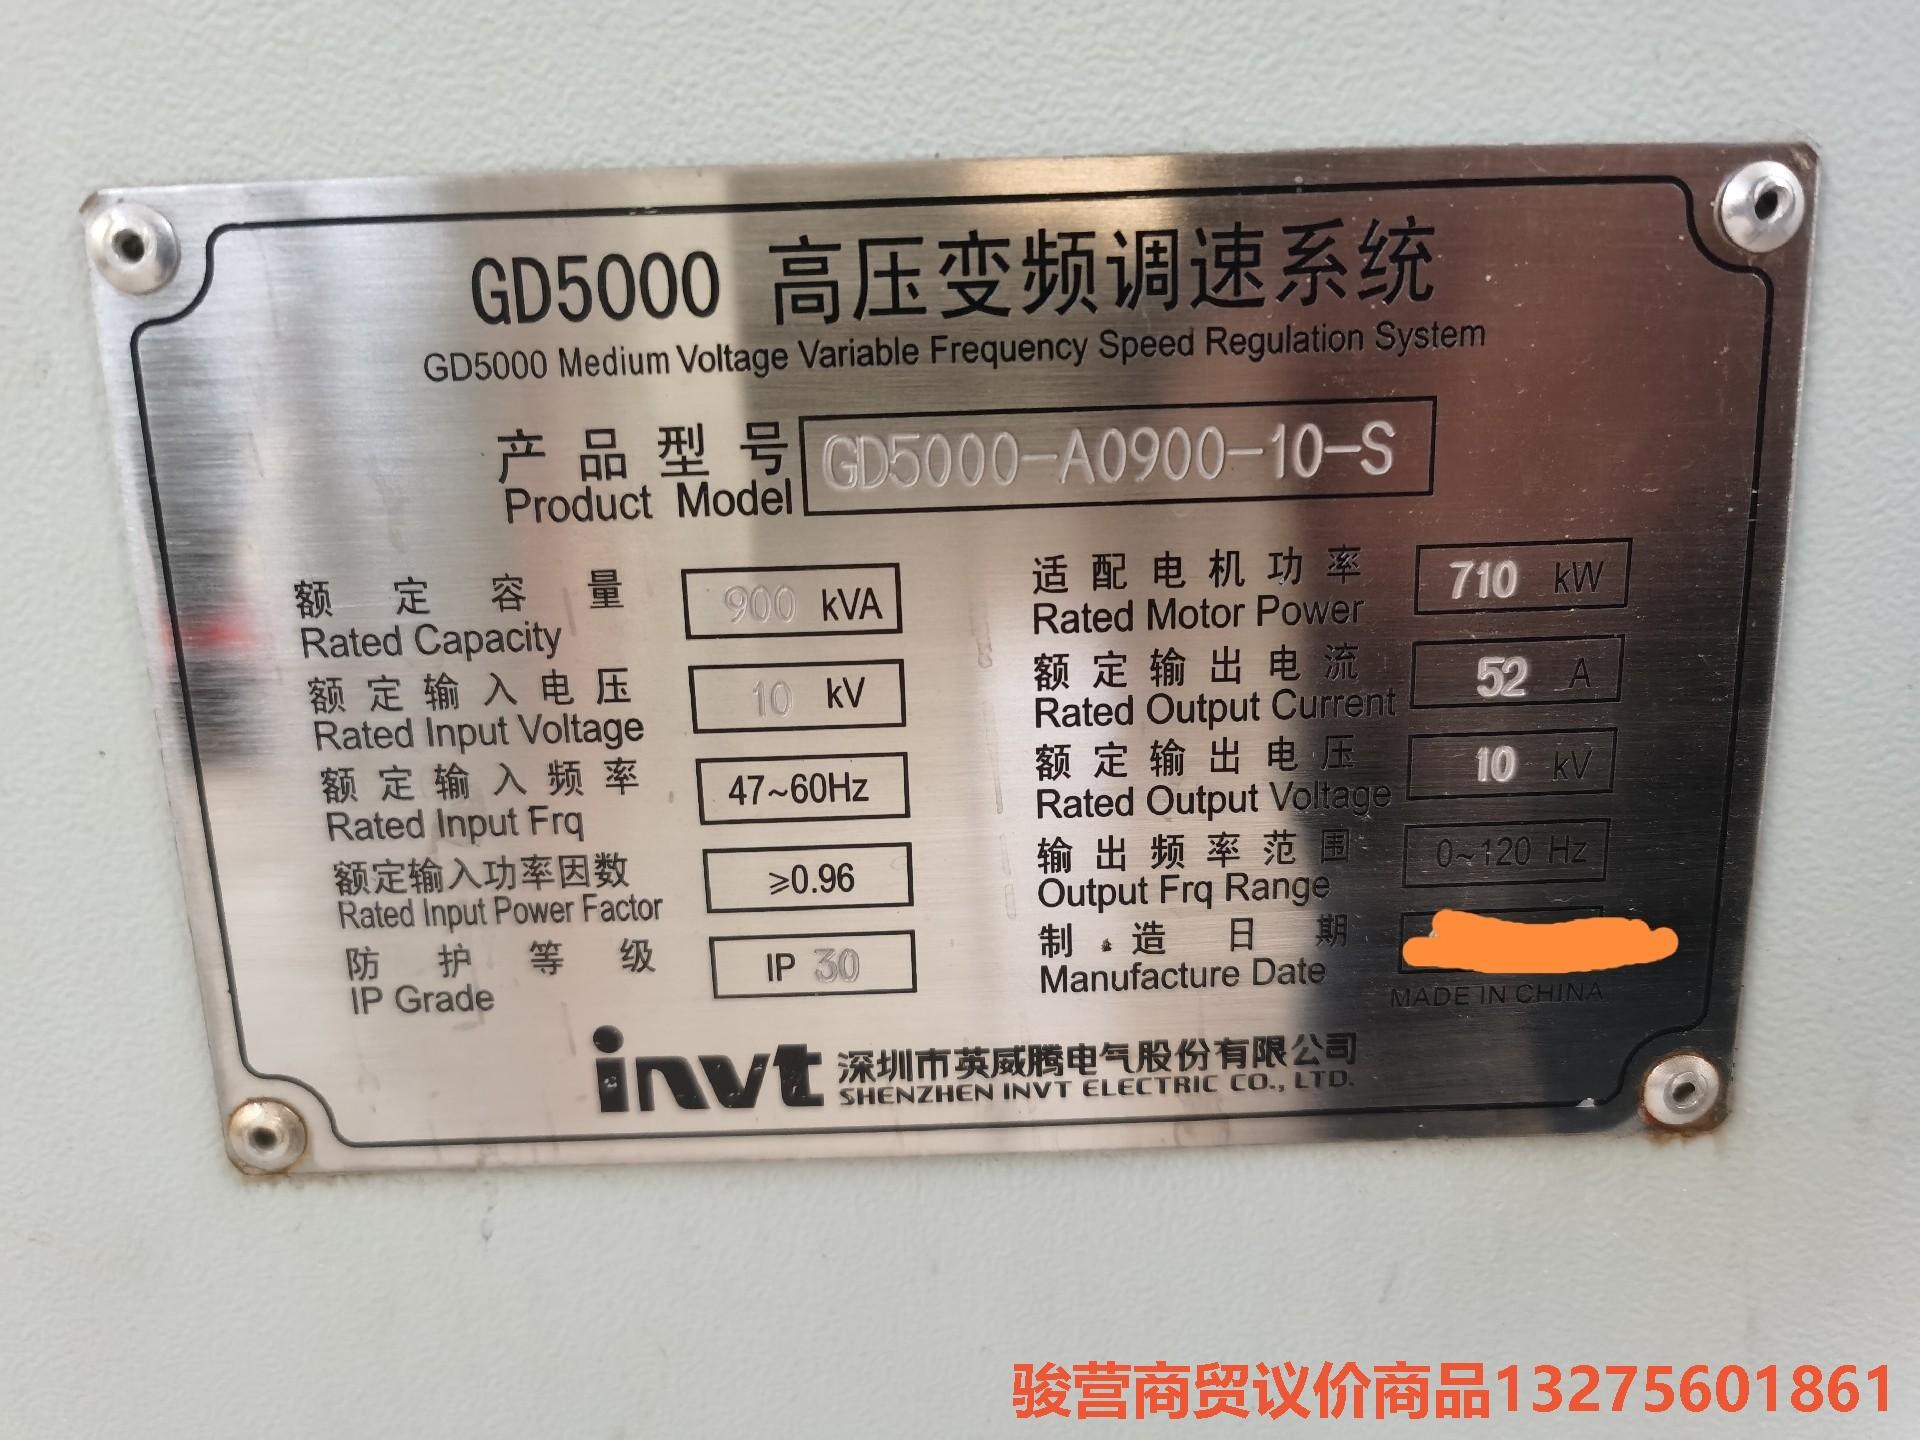 GD5000 高压变频调速系统
GD5000 Medium Voltage Variable Frequency Speed Regulation System
产品型号 GD5000-A0900-10-S
Product Model
额定容量 900 kVA
Rated Capacity
额定输入电压 10 kV
Rated Input Voltage
额定输入频率 47~60Hz
Rated Input Frq
额定输入功率因数 ≥0.96
Rated Input Power Factor
防护等级 IP 30
IP Grade
适配电机功率 710 kW
Rated Motor Power
额定输出电流 52 A
Rated Output Current
额定输出电压 10 kV
Rated Output Voltage
输出频率范围 0~120 Hz
Output Frq Range
制造日期
Manufacture Date
MADE IN CHINA
invt 深圳市英威腾电气股份有限公司
SHENZHEN INVT ELECTRIC CO., LTD.
骏营商贸议价商品13275601861